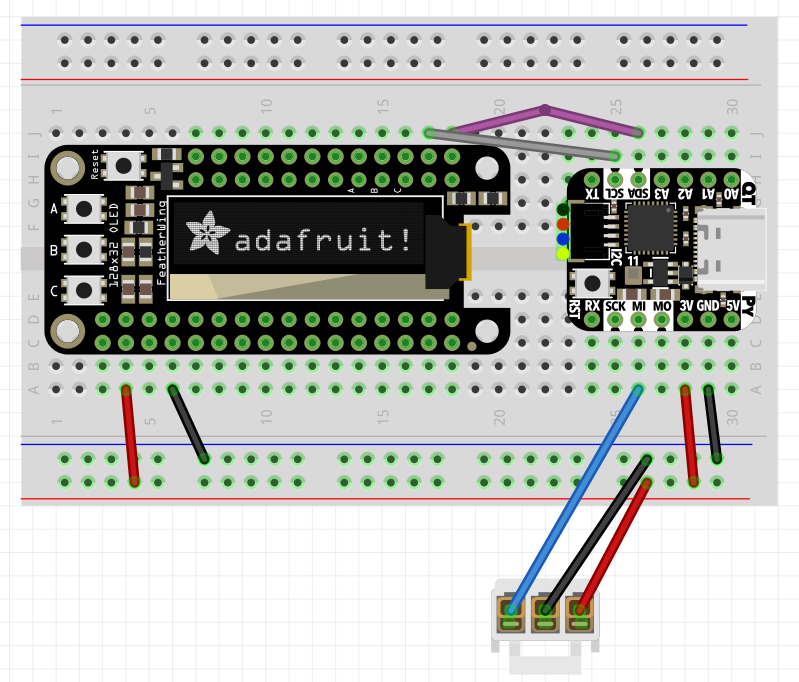 1 5 10 15 20 25 30
J J
I I
H
G
F
E
D
C
B
A A
1 5 10 15 20 25 30
Reset
A
B
C
OLED
128x32
FeatherWing
A B C
adafruit!
TX SCL SDA A3 A2 A1 A0
QT
I2C
11
RST
RX SCK MI MO 3V GND 5V
PY